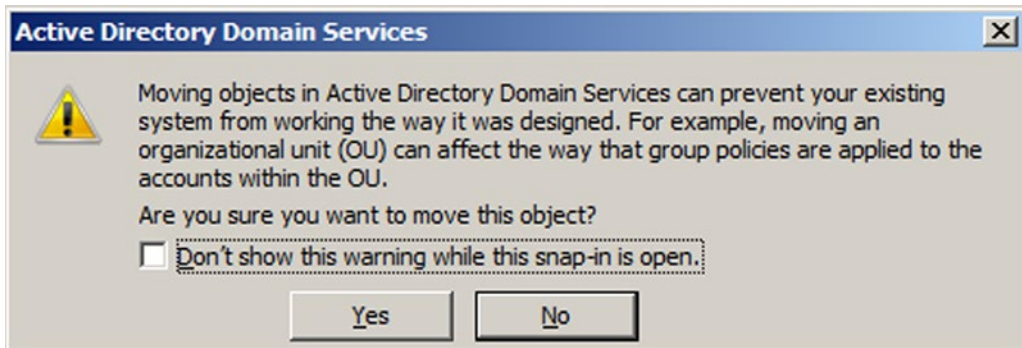 Active Directory Domain Services
Moving objects in Active Directory Domain Services can prevent your existing
system from working the way it was designed. For example, moving an
organizational unit (OU) can affect the way that group policies are applied to the
accounts within the OU.
Are you sure you want to move this object?
Don't show this warning while this snap-in is open.
Yes No